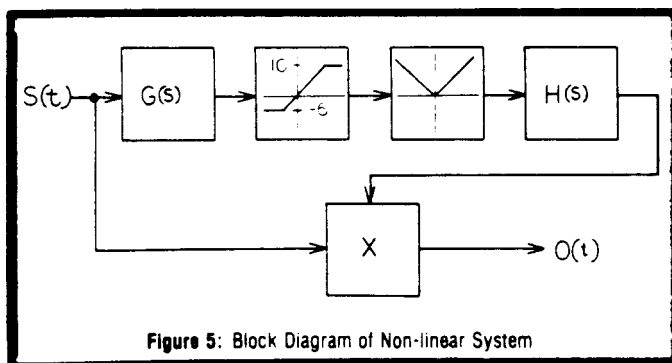 S(t)
G(s)
10
-6
H(s)
X
O(t)
Figure 5: Block Diagram of Non-linear System